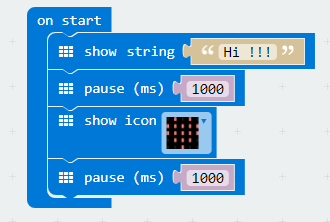 on start
show string “ Hi !!! ”
pause (ms) 1000
show icon
pause (ms) 1000